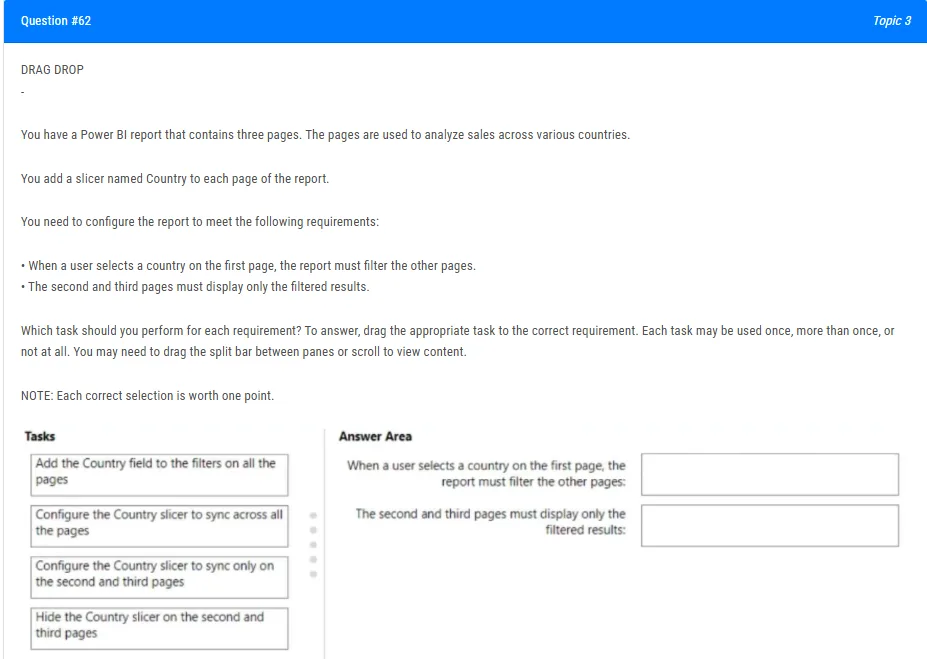 Question #62
Topic 3
DRAG DROP
-
You have a Power BI report that contains three pages. The pages are used to analyze sales across various countries.
You add a slicer named Country to each page of the report.
You need to configure the report to meet the following requirements:
• When a user selects a country on the first page, the report must filter the other pages.
• The second and third pages must display only the filtered results.
Which task should you perform for each requirement? To answer, drag the appropriate task to the correct requirement. Each task may be used once, more than once, or
not at all. You may need to drag the split bar between panes or scroll to view content.
NOTE: Each correct selection is worth one point.
Tasks
Add the Country field to the filters on all the
pages
Configure the Country slicer to sync across all
the pages
Configure the Country slicer to sync only on
the second and third pages
Hide the Country slicer on the second and
third pages
Answer Area
When a user selects a country on the first page, the
report must filter the other pages:
The second and third pages must display only the
filtered results: